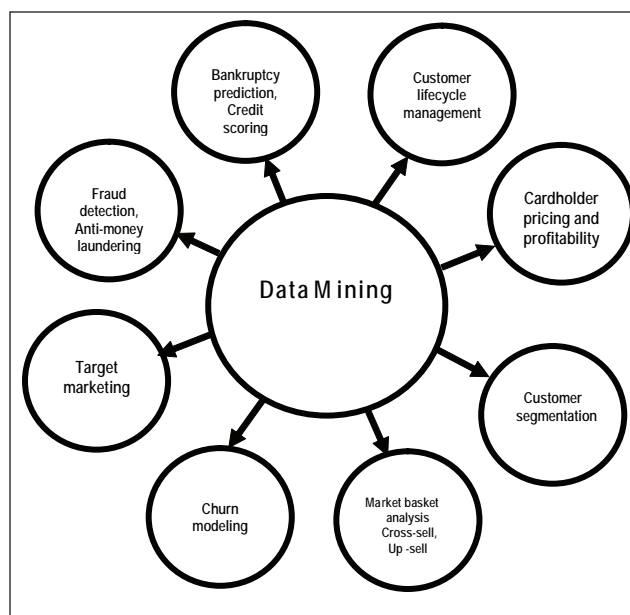 Bankruptcy
prediction,
Credit
scoring
Customer
lifecycle
management
Fraud
detection,
Anti-money
laundering
Cardholder
pricing and
profitability
Data Mining
Target
marketing
Customer
segmentation
Churn
modeling
Market basket
analysis
Cross-sell,
Up -sell